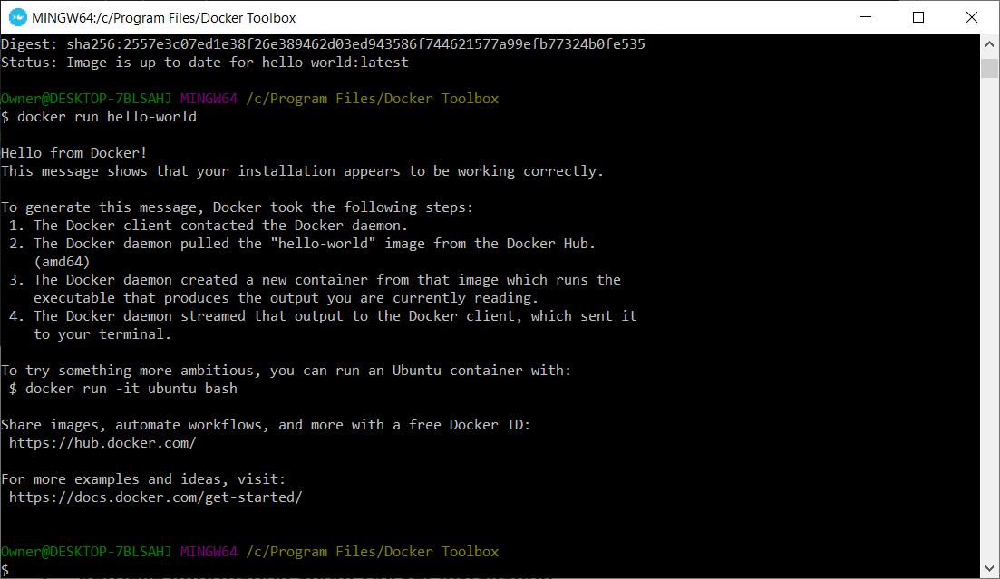 MINGW64:/c/Program Files/Docker Toolbox
Digest: sha256:2557e3c07ed1e38f26e389462d03ed943586f744621577a99efb77324b0fe535
Status: Image is up to date for hello-world:latest
Owner@DESKTOP-7BLSAHJ MINGW64 /c/Program Files/Docker Toolbox
$ docker run hello-world
Hello from Docker!
This message shows that your installation appears to be working correctly.
To generate this message, Docker took the following steps:
1. The Docker client contacted the Docker daemon.
2. The Docker daemon pulled the "hello-world" image from the Docker Hub.
(amd64)
3. The Docker daemon created a new container from that image which runs the
executable that produces the output you are currently reading.
4. The Docker daemon streamed that output to the Docker client, which sent it
to your terminal.
To try something more ambitious, you can run an Ubuntu container with:
$ docker run -it ubuntu bash
Share images, automate workflows, and more with a free Docker ID:
https://hub.docker.com/
For more examples and ideas, visit:
https://docs.docker.com/get-started/
Owner@DESKTOP-7BLSAHJ MINGW64 /c/Program Files/Docker Toolbox
$